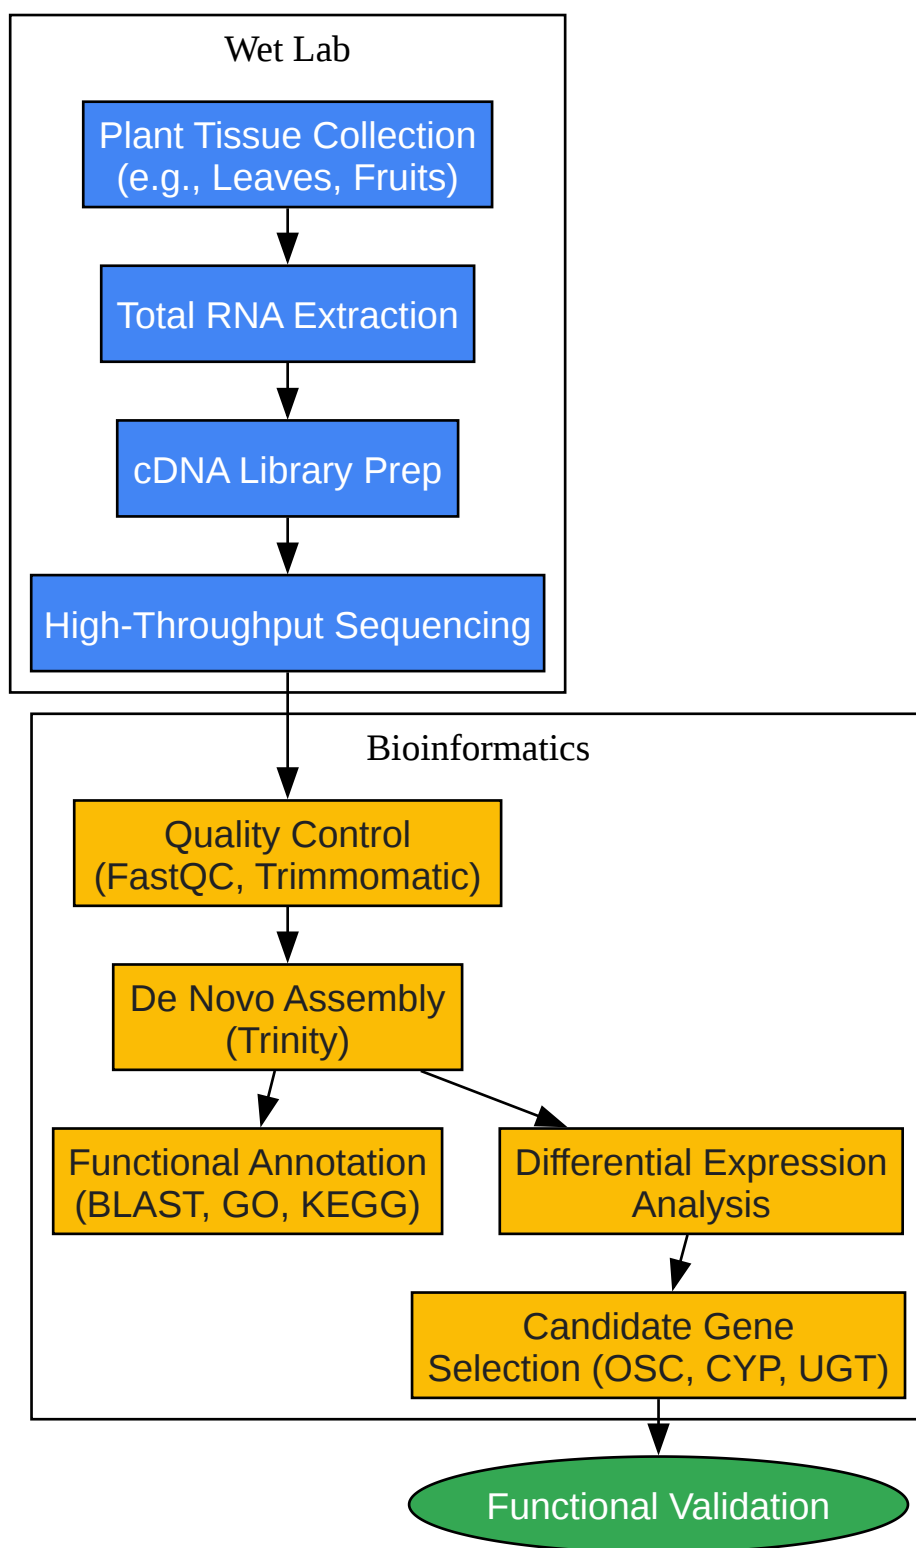 Wet Lab
Plant Tissue Collection
(e.g., Leaves, Fruits)
Total RNA Extraction
cDNA Library Prep
High-Throughput Sequencing
Bioinformatics
Quality Control
(FastQC, Trimmomatic)
De Novo Assembly
(Trinity)
Functional Annotation
(BLAST, GO, KEGG)
Differential Expression
Analysis
Candidate Gene
Selection (OSC, CYP, UGT)
Functional Validation